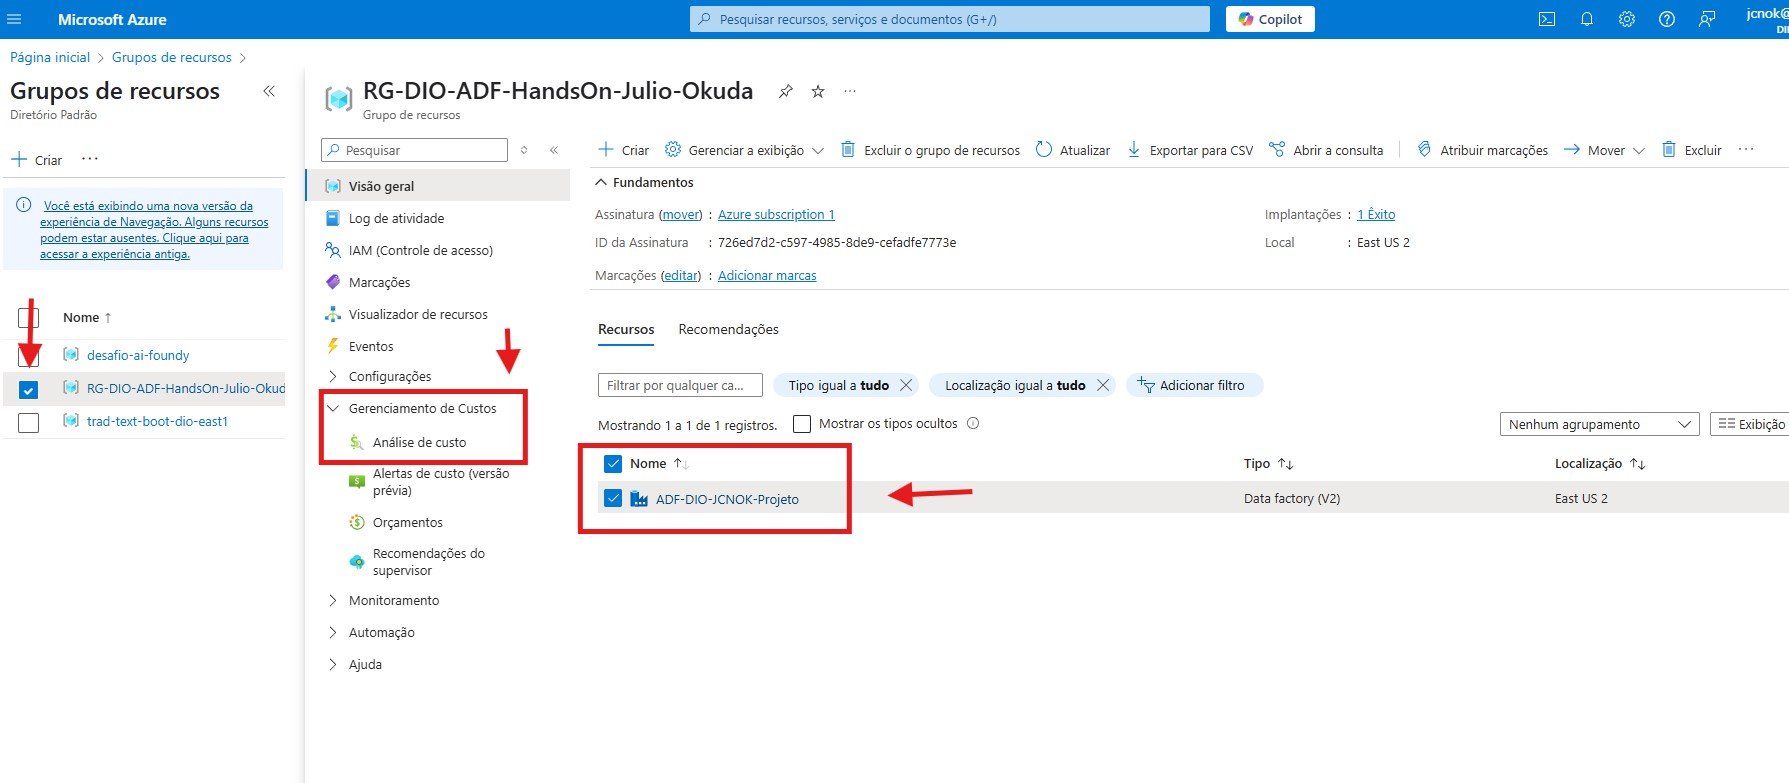 Microsoft Azure
Pesquisar recursos, serviços e documentos (G+/)
Copilot
jcnok@
Página inicial > Grupos de recursos >
Grupos de recursos
Diretório Padrão
+ Criar ...
Você está exibindo uma nova versão da
experiência de Navegação. Alguns recursos
podem estar ausentes. Clique aqui para
acessar a experiência antiga.
Nome ↑
desafio-ai-foundy
RG-DIO-ADF-HandsOn-Julio-Okud
trad-text-boot-dio-east1
RG-DIO-ADF-HandsOn-Julio-Okuda
Grupo de recursos
Pesquisar
Visão geral
Log de atividade
IAM (Controle de acesso)
Marcações
Visualizador de recursos
Eventos
Configurações
Gerenciamento de Custos
Análise de custo
Alertas de custo (versão
prévia)
Orçamentos
Recomendações do
supervisor
Monitoramento
Automação
Ajuda
Criar Gerenciar a exibição Excluir o grupo de recursos Atualizar Exportar para CSV Abrir a consulta Atribuir marcações Mover Excluir ...
Fundamentos
Assinatura (mover) : Azure subscription 1
ID da Assinatura : 726ed7d2-c597-4985-8de9-cefadfe7773e
Marcações (editar) : Adicionar marcas
Implantações : 1 Êxito
Local : East US 2
Recursos Recomendações
Filtrar por qualquer ca... Tipo igual a tudo Localização igual a tudo Adicionar filtro
Mostrando 1 a 1 de 1 registros. Mostrar os tipos ocultos Nenhum agrupamento Exibição
Nome ↑↓ Tipo ↑↓ Localização ↑↓
ADF-DIO-JCNOK-Projeto Data factory (V2) East US 2